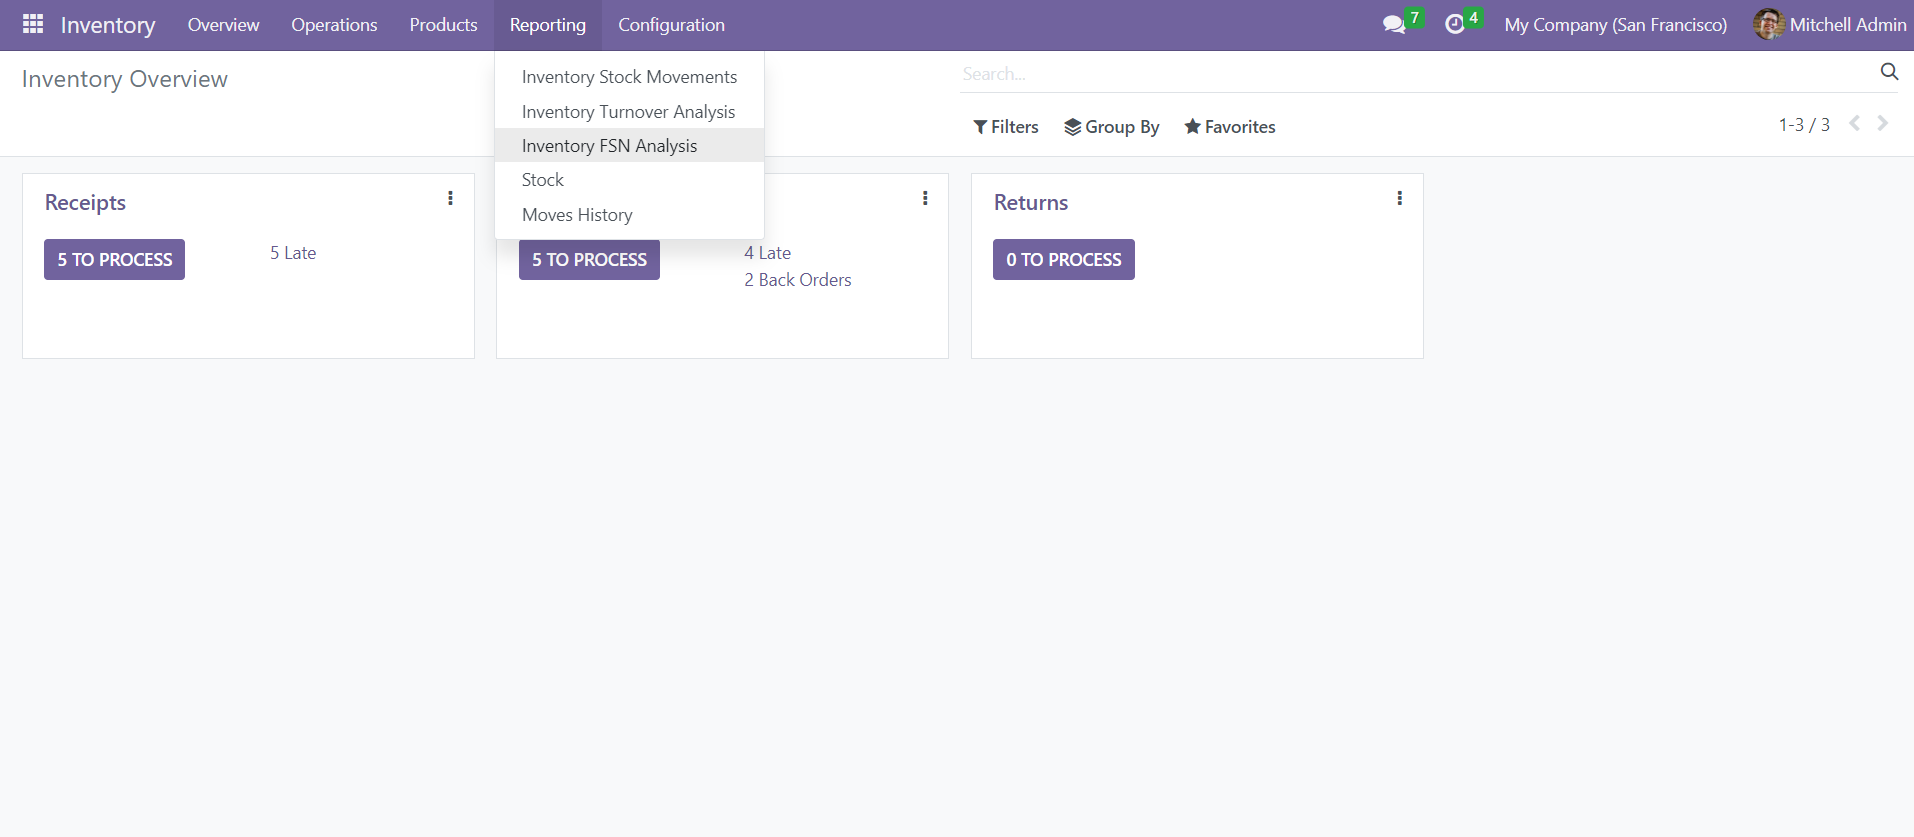 Inventory Overview Operations Products Reporting Configuration 7 4 My Company (San Francisco) Mitchell Admin
Inventory Overview
Search...
Filters Group By Favorites 1-3 / 3
Inventory Stock Movements
Inventory Turnover Analysis
Inventory FSN Analysis
Stock
Moves History
Receipts
5 TO PROCESS 5 Late
5 TO PROCESS 4 Late
2 Back Orders
Returns
0 TO PROCESS